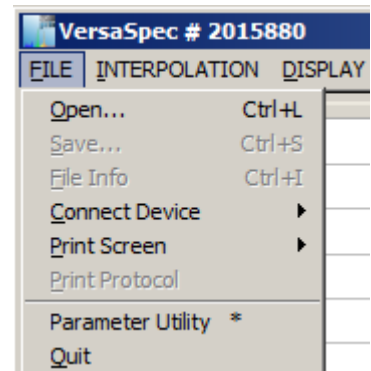 VersaSpec # 2015880
FILE INTERPOLATION DISPLAY
Open... Ctrl+L
Save... Ctrl+S
File Info Ctrl+I
Connect Device
Print Screen
Print Protocol
Parameter Utility *
Quit